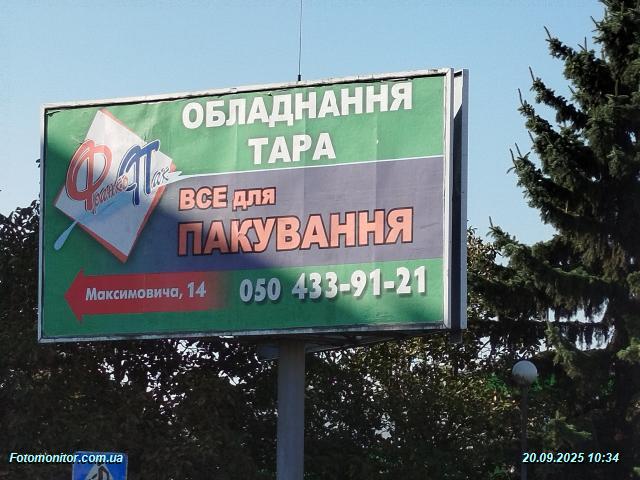 ОБЛАДНАННЯ
ТАРА
ВСЕ для
ПАКУВАННЯ
Максимовича, 14
050 433-91-21
Fotomonitor.com.ua
20.09.2025 10:34